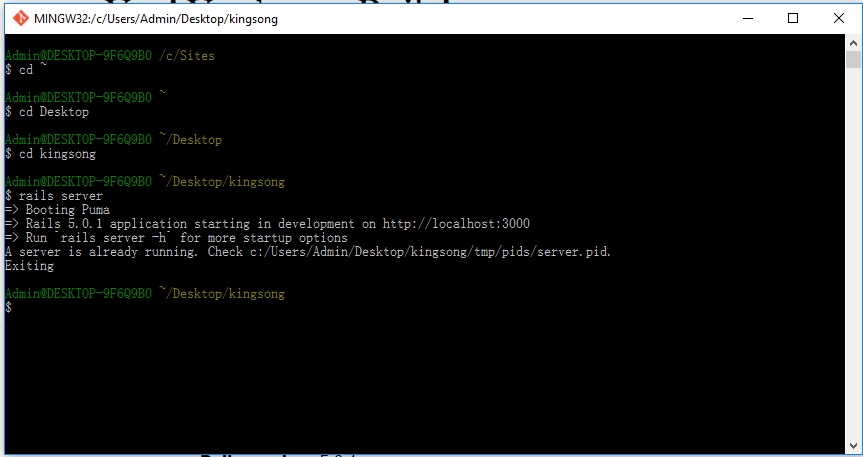 MINGW32:/c/Users/Admin/Desktop/kingsong
Admin@DESKTOP-9F6Q9B0 /c/Sites
$ cd ~
Admin@DESKTOP-9F6Q9B0 ~
$ cd Desktop
Admin@DESKTOP-9F6Q9B0 ~/Desktop
$ cd kingsong
Admin@DESKTOP-9F6Q9B0 ~/Desktop/kingsong
$ rails server
=> Booting Puma
=> Rails 5.0.1 application starting in development on http://localhost:3000
=> Run `rails server -h` for more startup options
A server is already running. Check c:/Users/Admin/Desktop/kingsong/tmp/pids/server.pid.
Exiting
Admin@DESKTOP-9F6Q9B0 ~/Desktop/kingsong
$